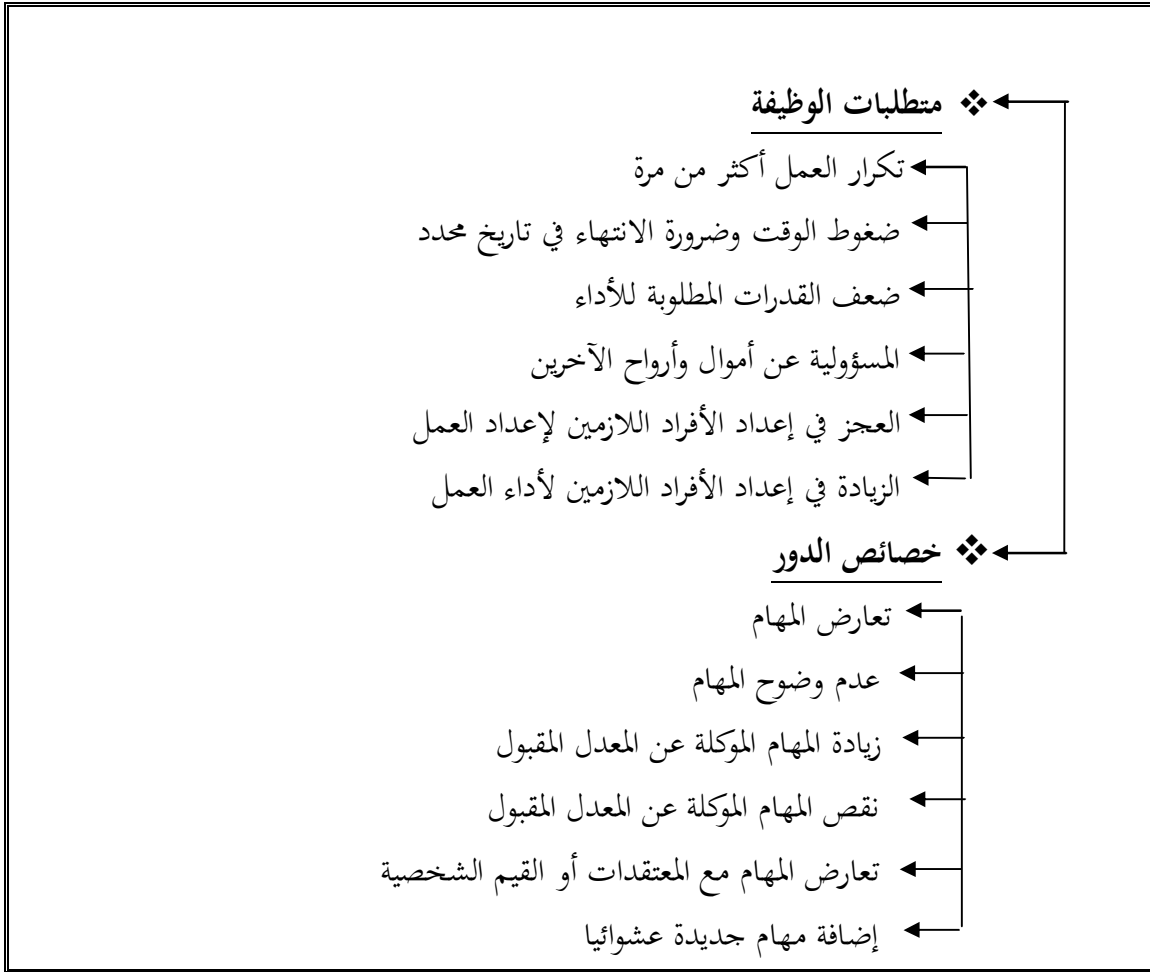 ❖ متطلبات الوظيفة
تكرار العمل أكثر من مرة
ضغوط الوقت وضرورة الانتهاء في تاريخ محدد
ضعف القدرات المطلوبة للأداء
المسؤولية عن أموال وأرواح الآخرين
العجز في إعداد الأفراد اللازمين لإعداد العمل
الزيادة في إعداد الأفراد اللازمين لأداء العمل
❖ خصائص الدور
تعارض المهام
عدم وضوح المهام
زيادة المهام الموكلة عن المعدل المقبول
نقص المهام الموكلة عن المعدل المقبول
تعارض المهام مع المعتقدات أو القيم الشخصية
إضافة مهام جديدة عشوائيا